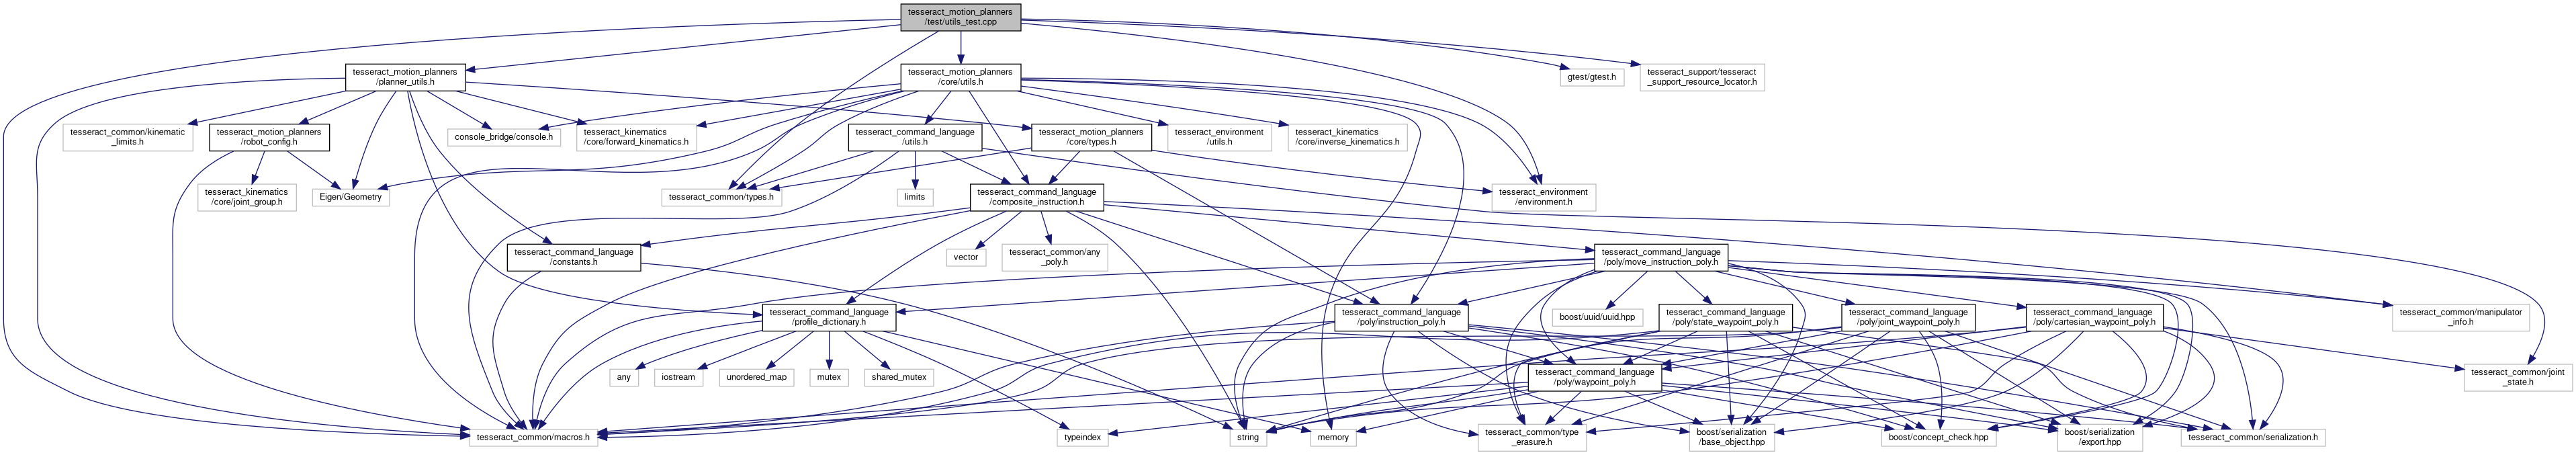 tesseract_motion_planners
/test/utils_test.cpp
tesseract_motion_planners
/planner_utils.h
tesseract_motion_planners
/core/utils.h
gtest/gtest.h
tesseract_support/tesseract
_support_resource_locator.h
tesseract_common/kinematic
_limits.h
tesseract_motion_planners
/robot_config.h
console_bridge/console.h
tesseract_kinematics
/core/forward_kinematics.h
tesseract_command_language
/utils.h
tesseract_motion_planners
/core/types.h
tesseract_environment
/utils.h
tesseract_kinematics
/core/inverse_kinematics.h
tesseract_kinematics
/core/joint_group.h
Eigen/Geometry
tesseract_common/types.h
limits
tesseract_command_language
/composite_instruction.h
tesseract_environment
/environment.h
tesseract_command_language
/constants.h
vector
tesseract_common/any
_poly.h
tesseract_command_language
/poly/move_instruction_poly.h
tesseract_command_language
/profile_dictionary.h
tesseract_command_language
/poly/instruction_poly.h
boost/uuid/uuid.hpp
tesseract_command_language
/poly/state_waypoint_poly.h
tesseract_command_language
/poly/joint_waypoint_poly.h
tesseract_command_language
/poly/cartesian_waypoint_poly.h
tesseract_common/manipulator
_info.h
any
iostream
unordered_map
mutex
shared_mutex
tesseract_command_language
/poly/waypoint_poly.h
tesseract_common/joint
_state.h
tesseract_common/macros.h
typeindex
string
memory
tesseract_common/type
_erasure.h
boost/serialization
/base_object.hpp
boost/concept_check.hpp
boost/serialization
/export.hpp
tesseract_common/serialization.h